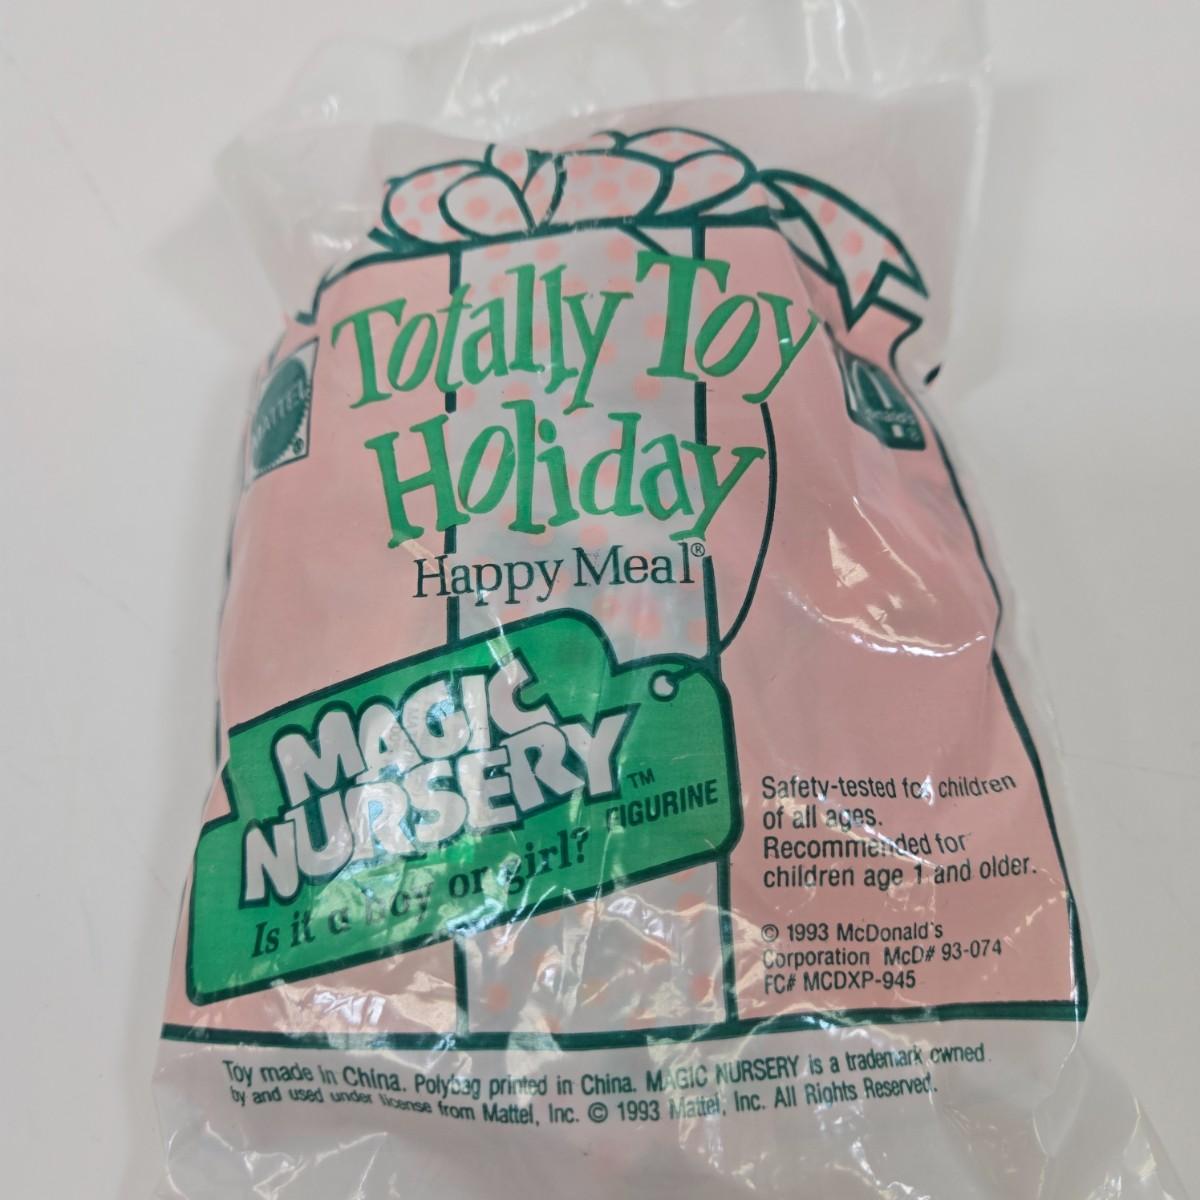 Totally Toy
Holiday
Happy Meal®
MATTEL
®
MAGIC
NURSERY™
FIGURINE
Is it a boy or girl?
Safety-tested for children
of all ages.
Recommended for
children age 1 and older.
© 1993 McDonald's
Corporation McD# 93-074
FC# MCDXP-945
Toy made in China. Polybag printed in China. MAGIC NURSERY is a trademark owned
by and used under license from Mattel, Inc. © 1993 Mattel, Inc. All Rights Reserved.